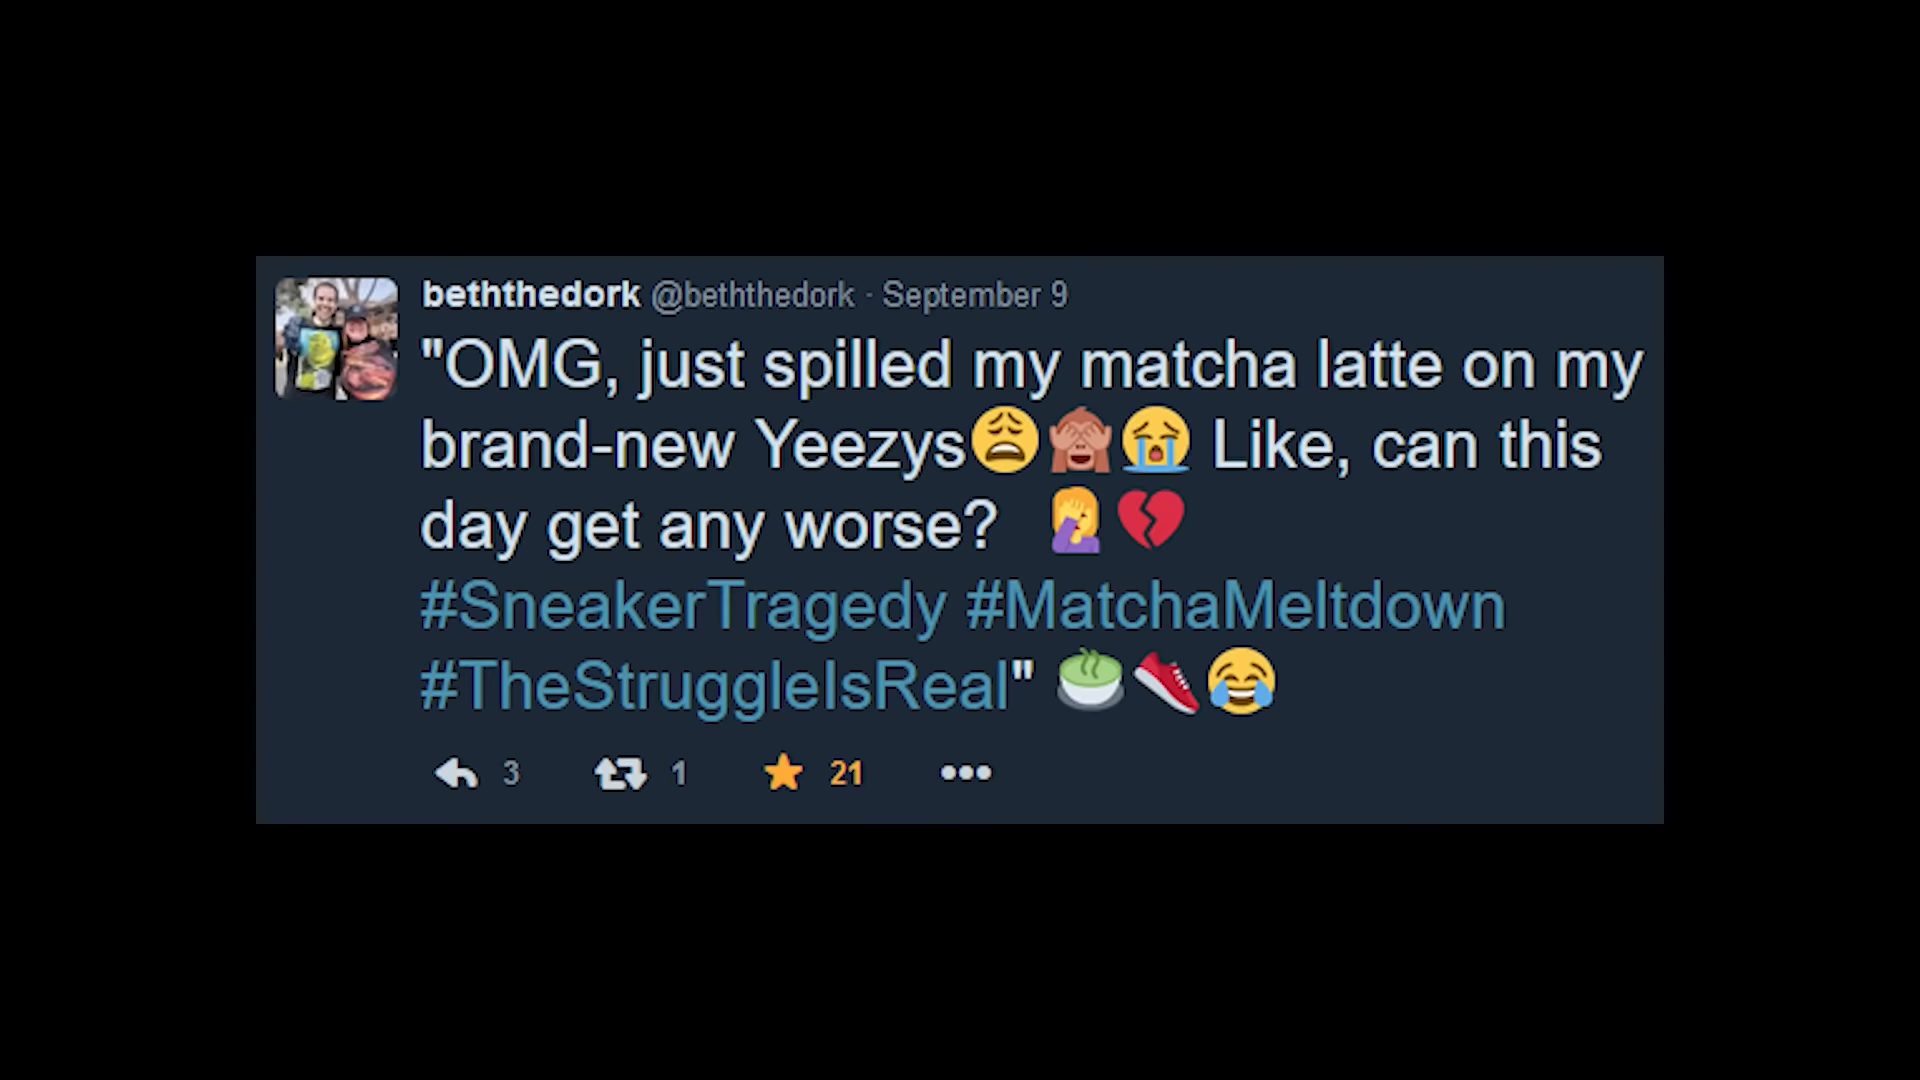 beththedork @beththedork · September 9
"OMG, just spilled my matcha latte on my
brand-new Yeezys😩🙈😭 Like, can this
day get any worse? 🤦‍♀️💔
#SneakerTragedy #MatchaMeltdown
#TheStruggleIsReal" 🍵👟😂
3 1 21